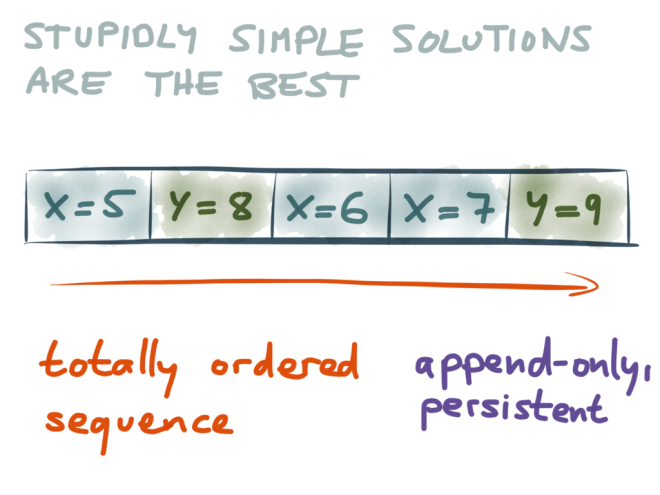 STUPIDLY SIMPLE SOLUTIONS
ARE THE BEST
X=5 Y=8 X=6 X=7 Y=9
totally ordered
sequence
append-only,
persistent